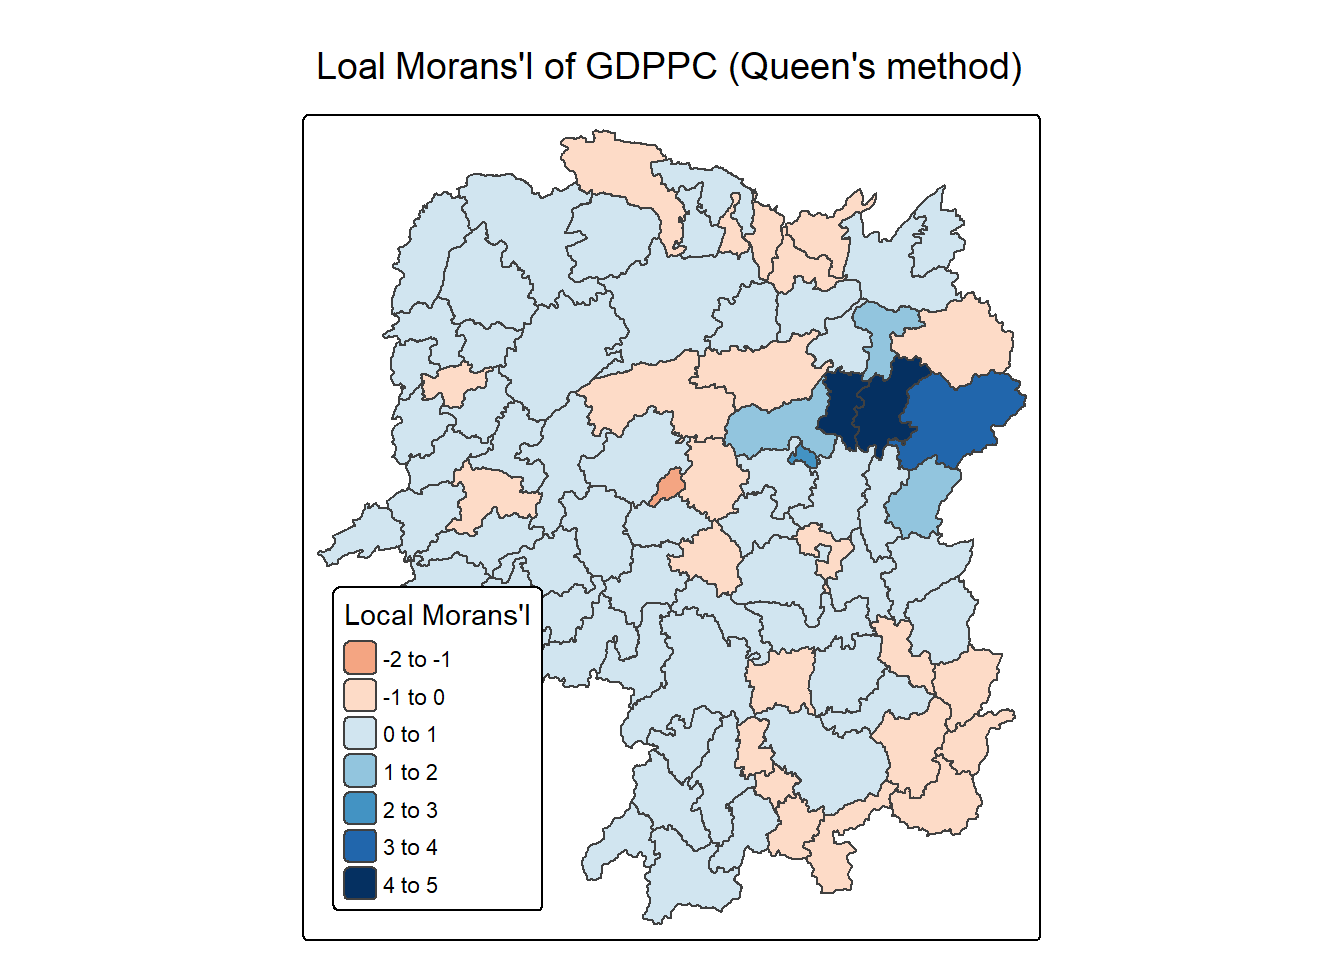 Loal Morans'I of GDPPC (Queen's method)
Local Morans'I
-2 to -1
-1 to 0
0 to 1
1 to 2
2 to 3
3 to 4
4 to 5